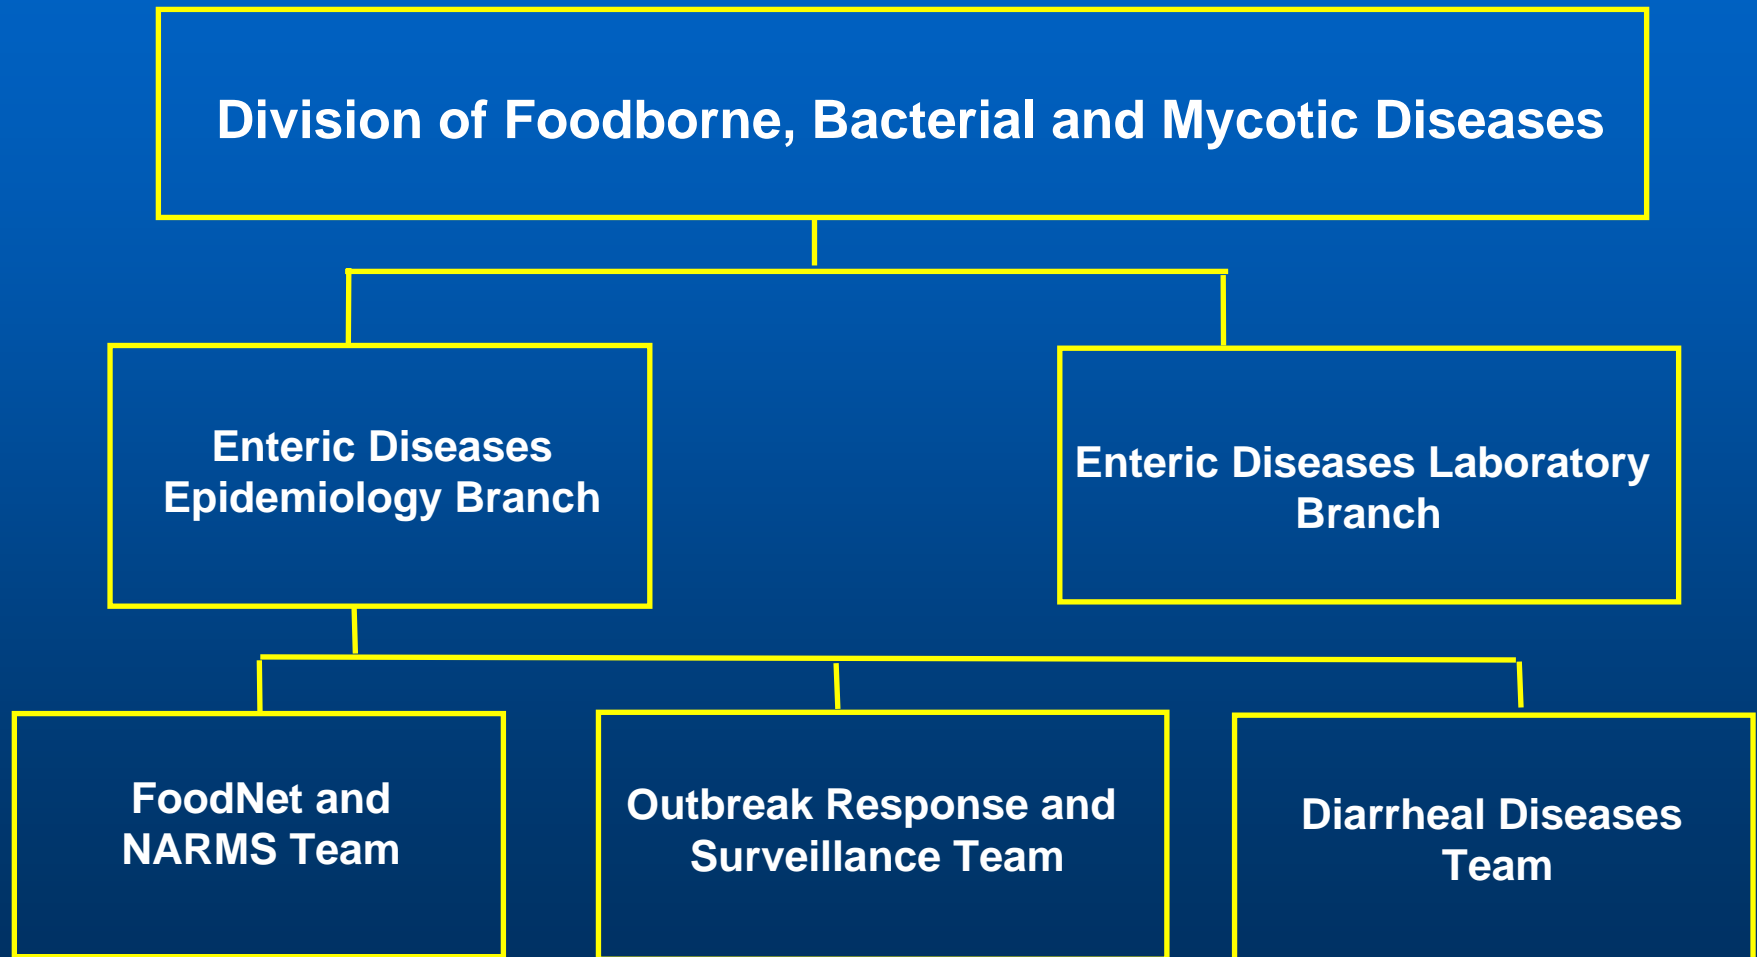 Division of Foodborne, Bacterial and Mycotic Diseases
Enteric Diseases
Epidemiology Branch
Enteric Diseases Laboratory
Branch
FoodNet and
NARMS Team
Outbreak Response and
Surveillance Team
Diarrheal Diseases
Team